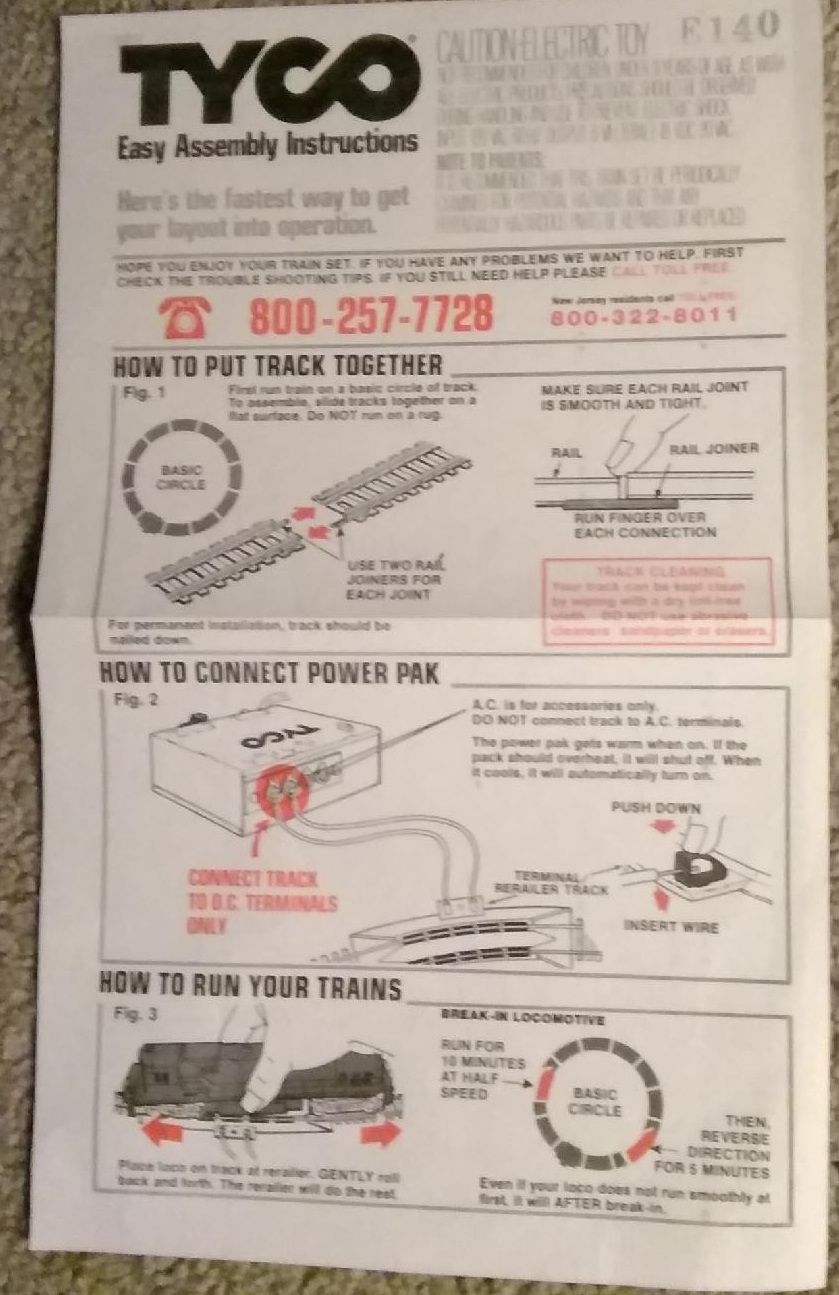 TYCO
Easy Assembly Instructions
Here's the fastest way to get
your layout into operation.
CAUTION-ELECTRIC TOY E140
NOTE TO PARENTS:
HOPE YOU ENJOY YOUR TRAIN SET. IF YOU HAVE ANY PROBLEMS WE WANT TO HELP. FIRST
CHECK THE TROUBLE SHOOTING TIPS. IF YOU STILL NEED HELP PLEASE CALL TOLL FREE
800-257-7728
New Jersey residents call TOLL FREE
800-322-8011
HOW TO PUT TRACK TOGETHER
Fig. 1
First run train on a basic circle of track.
To assemble, slide tracks together on a
flat surface. Do NOT run on a rug.
MAKE SURE EACH RAIL JOINT
IS SMOOTH AND TIGHT.
BASIC
CIRCLE
RAIL
RAIL JOINER
RUN FINGER OVER
EACH CONNECTION
USE TWO RAIL
JOINERS FOR
EACH JOINT
TRACK CLEANING
Your track can be kept clean
by wiping with a dry lint-free
cloth. DO NOT use abrasive
cleaners sandpaper or erasers.
For permanent installation, track should be
nailed down.
HOW TO CONNECT POWER PAK
Fig. 2
TYCO
A.C. is for accessories only.
DO NOT connect track to A.C. terminals.
The power pak gets warm when on. If the
pack should overheat, it will shut off. When
it cools, it will automatically turn on.
PUSH DOWN
CONNECT TRACK
TO D.C. TERMINALS
ONLY
TERMINAL
RERAILER TRACK
INSERT WIRE
HOW TO RUN YOUR TRAINS
Fig. 3
BREAK-IN LOCOMOTIVE
RUN FOR
10 MINUTES
AT HALF
SPEED
BASIC
CIRCLE
THEN,
REVERSE
DIRECTION
FOR 5 MINUTES
Place loco on track at rerailer. GENTLY roll
back and forth. The rerailer will do the rest.
Even if your loco does not run smoothly at
first, it will AFTER break-in.